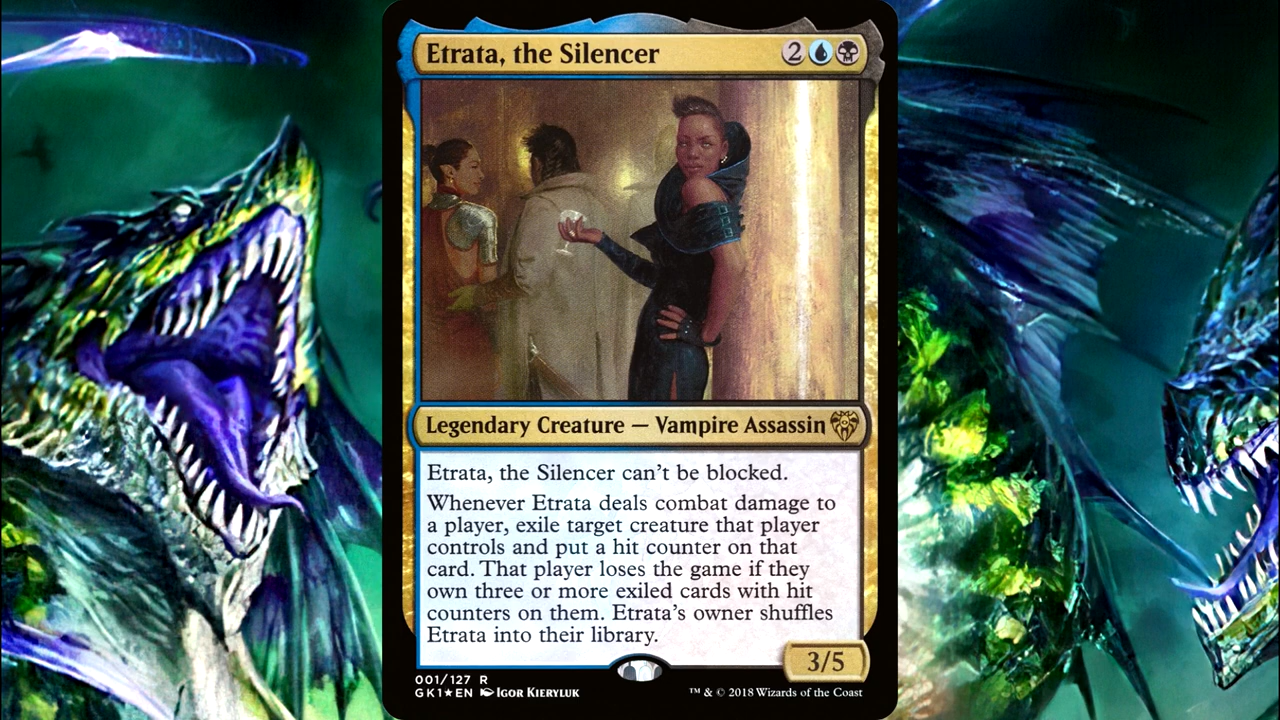 Etrata, the Silencer 2
Legendary Creature — Vampire Assassin
Etrata, the Silencer can't be blocked.
Whenever Etrata deals combat damage to
a player, exile target creature that player
controls and put a hit counter on that
card. That player loses the game if they
own three or more exiled cards with hit
counters on them. Etrata's owner shuffles
Etrata into their library.
3/5
001/127 R
GK1★EN Igor Kieryluk
™ & © 2018 Wizards of the Coast